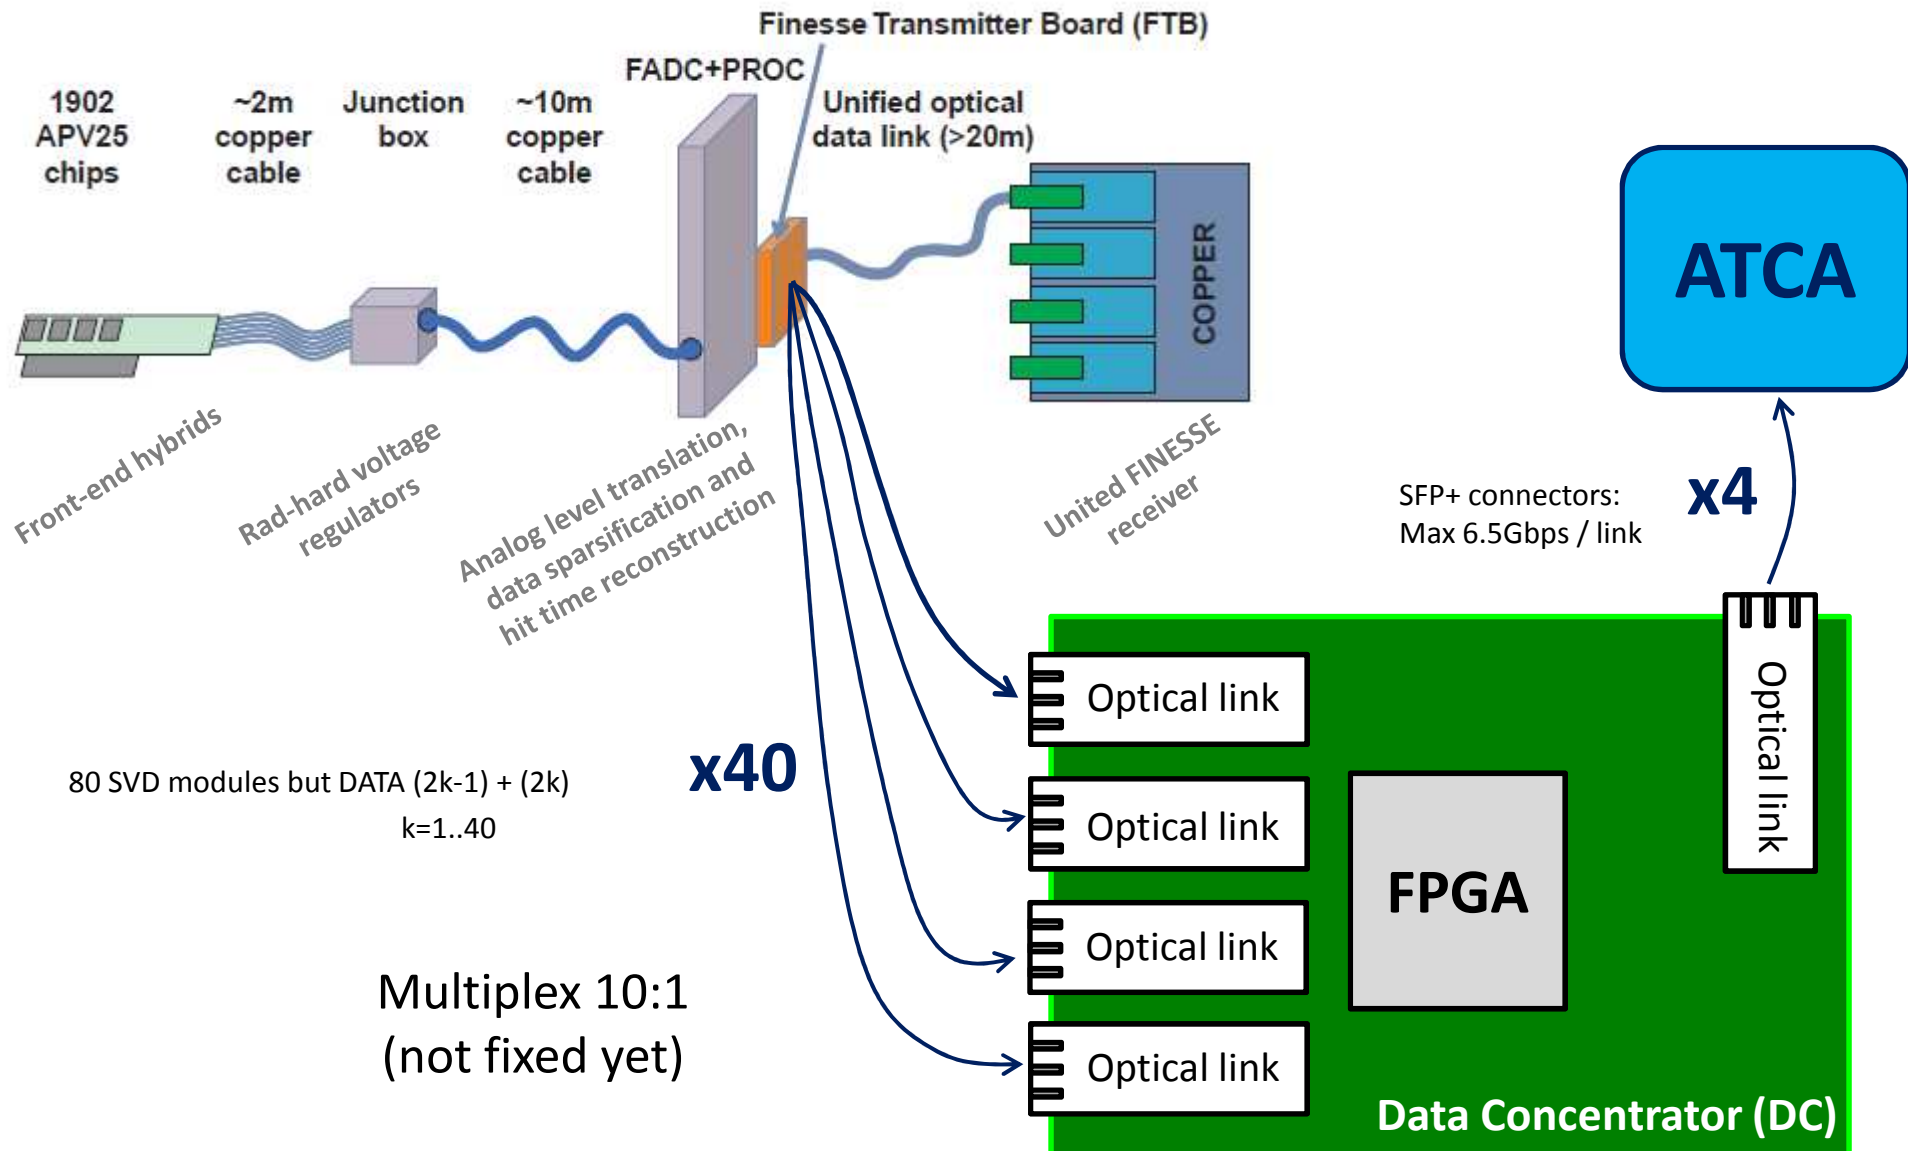 Finesse Transmitter Board (FTB)
FADC+PROC
1902
APV25
chips
~2m
copper
cable
Junction
box
~10m
copper
cable
Unified optical
data link (>20m)
COPPER
ATCA
Front-end hybrids
Rad-hard voltage
regulators
Analog level translation,
data sparsification and
hit time reconstruction
United FINESSE
receiver
SFP+ connectors:
Max 6.5Gbps / link
x4
Optical link
Optical link
Optical link
Optical link
Optical link
FPGA
Data Concentrator (DC)
x40
80 SVD modules but DATA (2k-1) + (2k)
k=1..40
Multiplex 10:1
(not fixed yet)